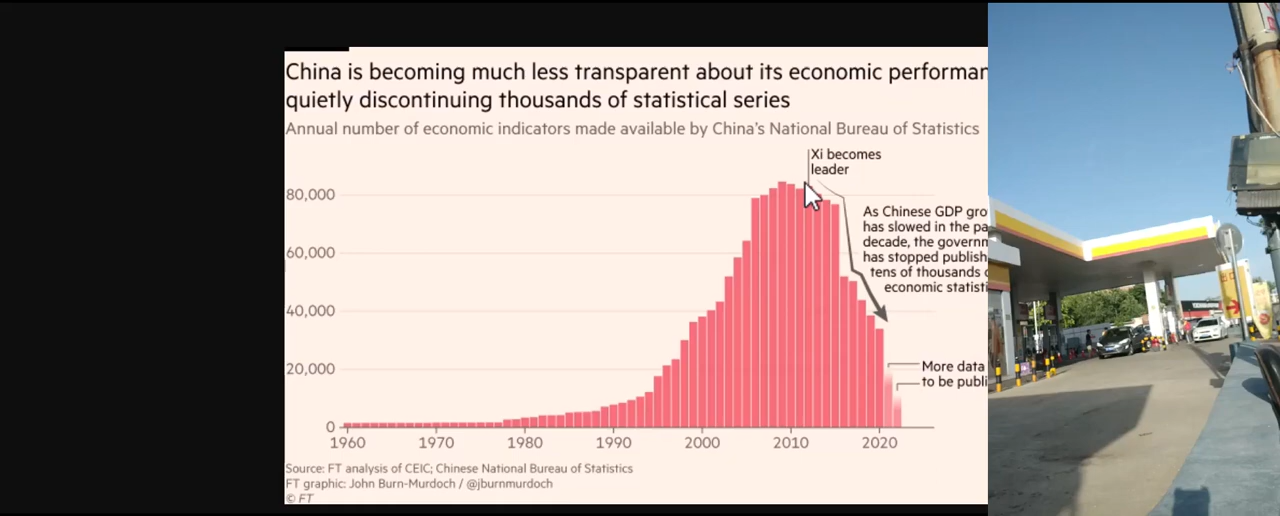 China is becoming much less transparent about its economic performan
quietly discontinuing thousands of statistical series
Annual number of economic indicators made available by China's National Bureau of Statistics
Xi becomes
leader
80,000
As Chinese GDP gro
has slowed in the pa
decade, the governm
has stopped publish
tens of thousands o
economic statisti
60,000
40,000
20,000
More data
to be publi
0
1960
1970
1980
1990
2000
2010
2020
Source: FT analysis of CEIC; Chinese National Bureau of Statistics
FT graphic: John Burn-Murdoch / @jburnmurdoch
© FT